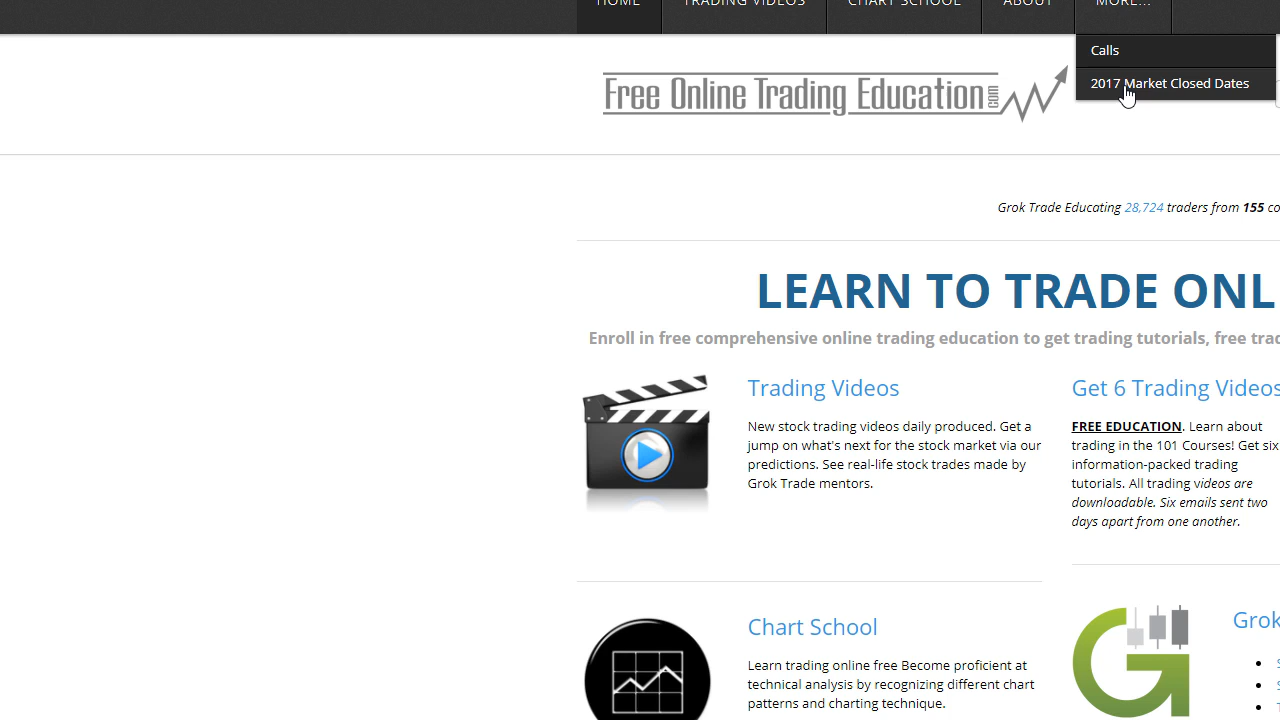 HOME TRADING VIDEOS CHART SCHOOL ABOUT MORE...
Calls
2017 Market Closed Dates
Free Online Trading Education.com
Grok Trade Educating 28,724 traders from 155 co
LEARN TO TRADE ONL
Enroll in free comprehensive online trading education to get trading tutorials, free trad
Trading Videos
New stock trading videos daily produced. Get a
jump on what's next for the stock market via our
predictions. See real-life stock trades made by
Grok Trade mentors.
Get 6 Trading Videos
FREE EDUCATION. Learn about
trading in the 101 Courses! Get six
information-packed trading
tutorials. All trading videos are
downloadable. Six emails sent two
days apart from one another.
Chart School
Learn trading online free Become proficient at
technical analysis by recognizing different chart
patterns and charting technique.
Grok